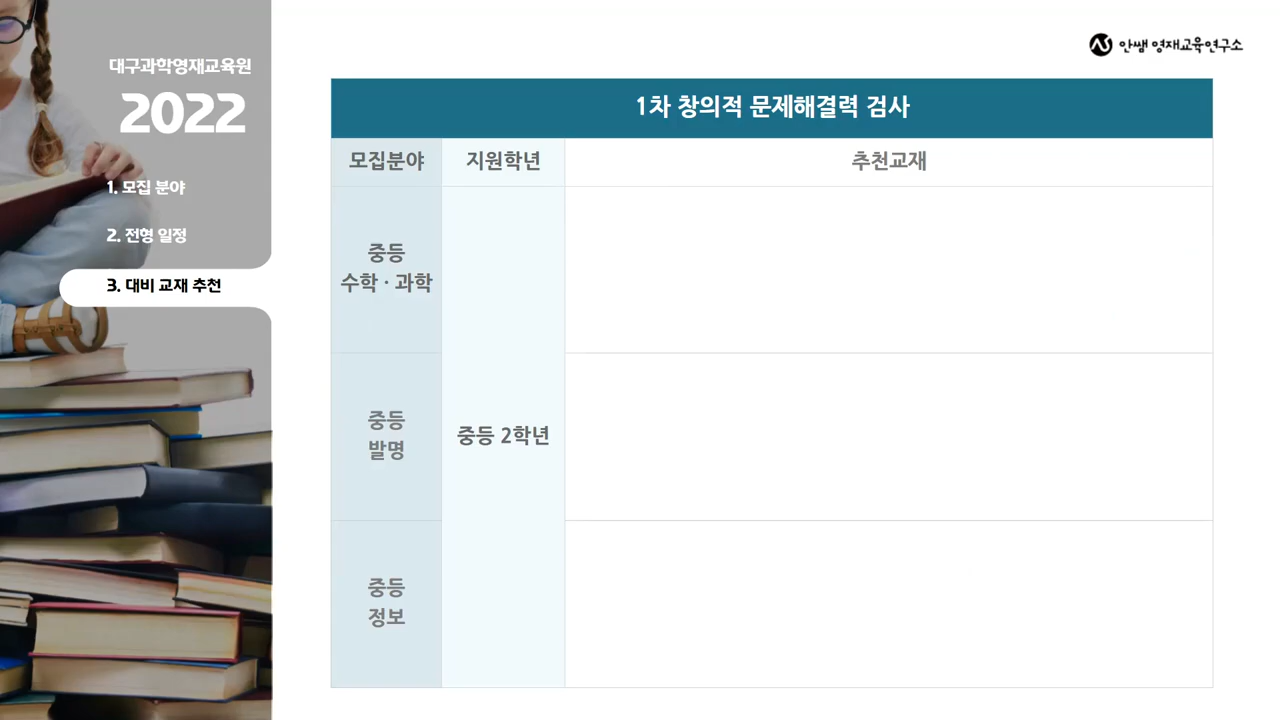 대구과학영재교육원
2022
1. 모집 분야
2. 전형 일정
3. 대비 교재 추천
안쌤 영재교육연구소
1차 창의적 문제해결력 검사
모집분야 지원학년 추천교재
중등
수학 · 과학
중등
발명
중등 2학년
중등
정보